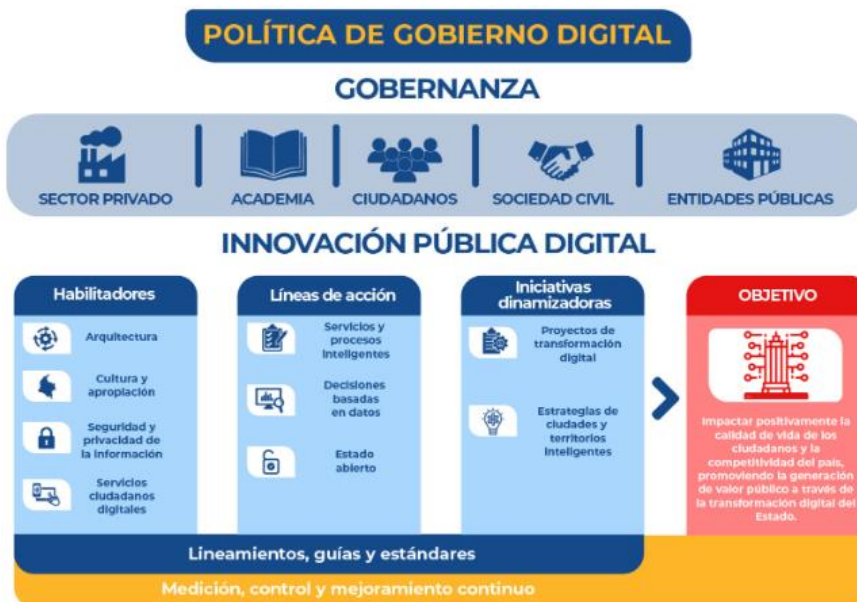 POLÍTICA DE GOBIERNO DIGITAL
GOBERNANZA
SECTOR PRIVADO
ACADEMIA
CIUDADANOS
SOCIEDAD CIVIL
ENTIDADES PÚBLICAS
INNOVACIÓN PÚBLICA DIGITAL
Habilitadores
Arquitectura
Cultura y
apropiación
Seguridad y
privacidad de
la información
Servicios
ciudadanos
digitales
Líneas de acción
Servicios y
procesos
inteligentes
Decisiones
basadas
en datos
Estado
abierto
Iniciativas
dinamizadoras
Proyectos de
transformación
digital
Estrategias de
ciudades y
territorios
inteligentes
OBJETIVO
Impactar positivamente la
calidad de vida de los
ciudadanos y la
competitividad del país,
promoviendo la generación
de valor público a través de
la transformación digital del
Estado.
Lineamientos, guías y estándares
Medición, control y mejoramiento continuo